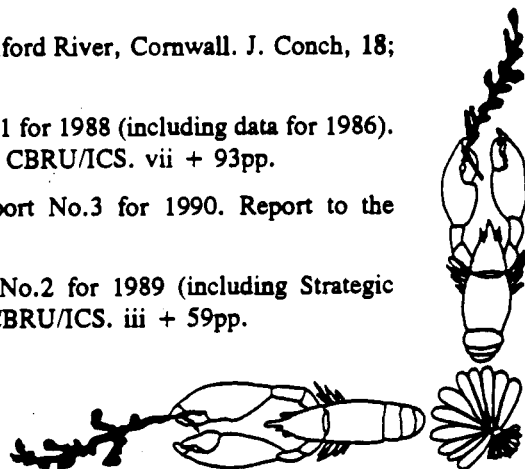 ford River, Cornwall. J. Conch, 18;
1 for 1988 (including data for 1986).
CBRU/ICS. vii + 93pp.
port No.3 for 1990. Report to the
No.2 for 1989 (including Strategic
CBRU/ICS. iii + 59pp.